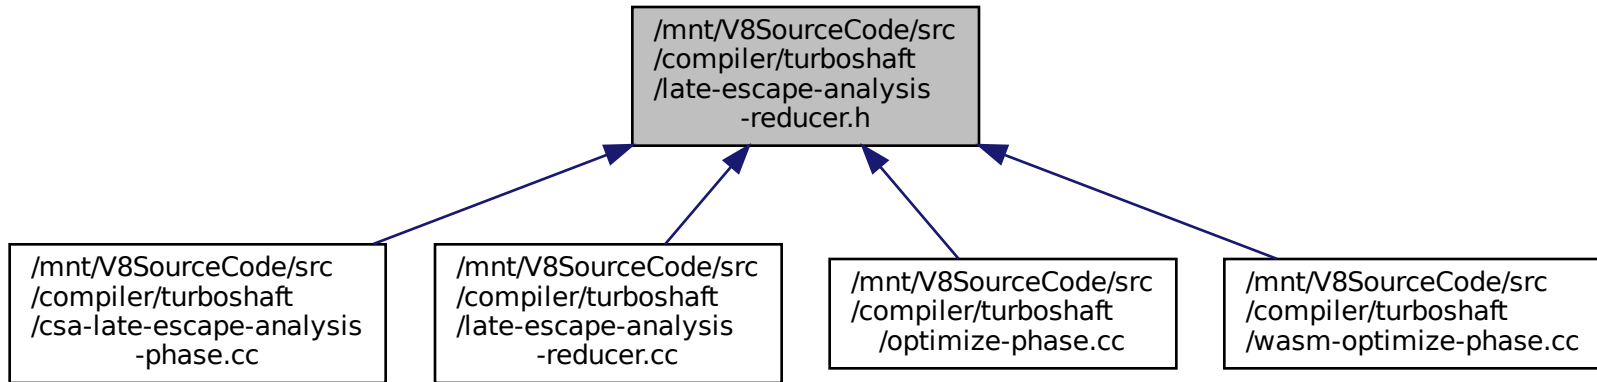 /mnt/V8SourceCode/src
/compiler/turboshaft
/late-escape-analysis
-reducer.h
/mnt/V8SourceCode/src
/compiler/turboshaft
/csa-late-escape-analysis
-phase.cc
/mnt/V8SourceCode/src
/compiler/turboshaft
/late-escape-analysis
-reducer.cc
/mnt/V8SourceCode/src
/compiler/turboshaft
/optimize-phase.cc
/mnt/V8SourceCode/src
/compiler/turboshaft
/wasm-optimize-phase.cc